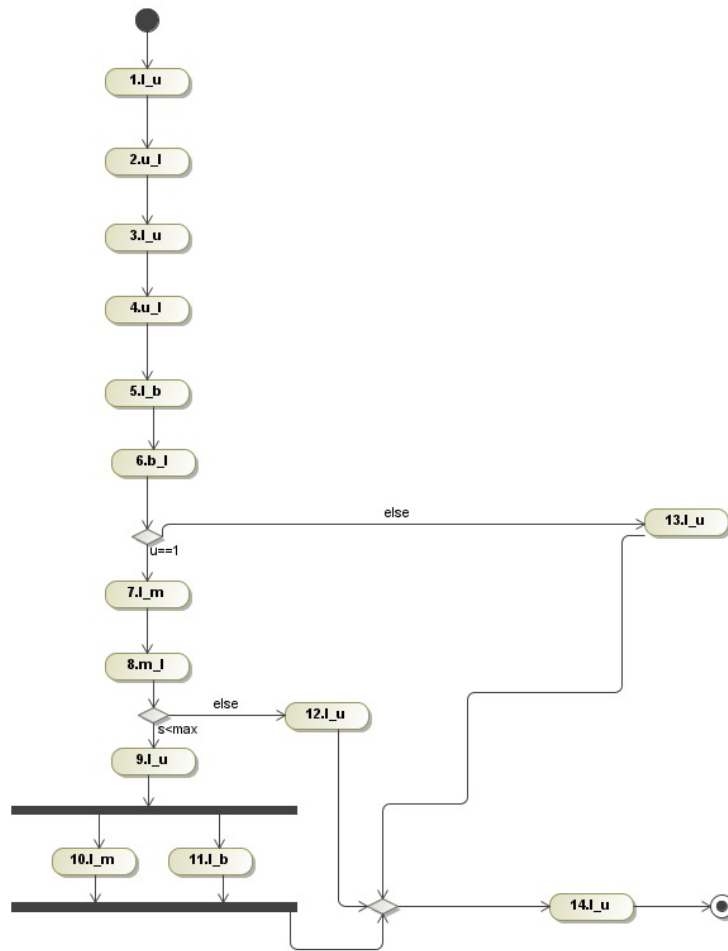 1.l_u
2.u_l
3.l_u
4.u_l
5.l_b
6.b_l
else
13.l_u
u==1
7.l_m
8.m_l
else
12.l_u
s<max
9.l_u
10.l_m
11.l_b
14.l_u